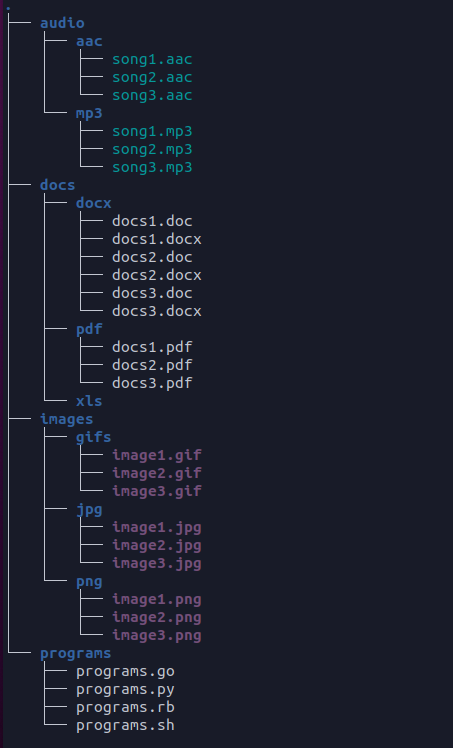 .
├── audio
│   ├── aac
│   │   ├── song1.aac
│   │   ├── song2.aac
│   │   └── song3.aac
│   └── mp3
│       ├── song1.mp3
│       ├── song2.mp3
│       └── song3.mp3
├── docs
│   ├── docx
│   │   ├── docs1.doc
│   │   ├── docs1.docx
│   │   ├── docs2.doc
│   │   ├── docs2.docx
│   │   ├── docs3.doc
│   │   └── docs3.docx
│   ├── pdf
│   │   ├── docs1.pdf
│   │   ├── docs2.pdf
│   │   └── docs3.pdf
│   └── xls
├── images
│   ├── gifs
│   │   ├── image1.gif
│   │   ├── image2.gif
│   │   └── image3.gif
│   ├── jpg
│   │   ├── image1.jpg
│   │   ├── image2.jpg
│   │   └── image3.jpg
│   └── png
│       ├── image1.png
│       ├── image2.png
│       └── image3.png
└── programs
    ├── programs.go
    ├── programs.py
    ├── programs.rb
    └── programs.sh